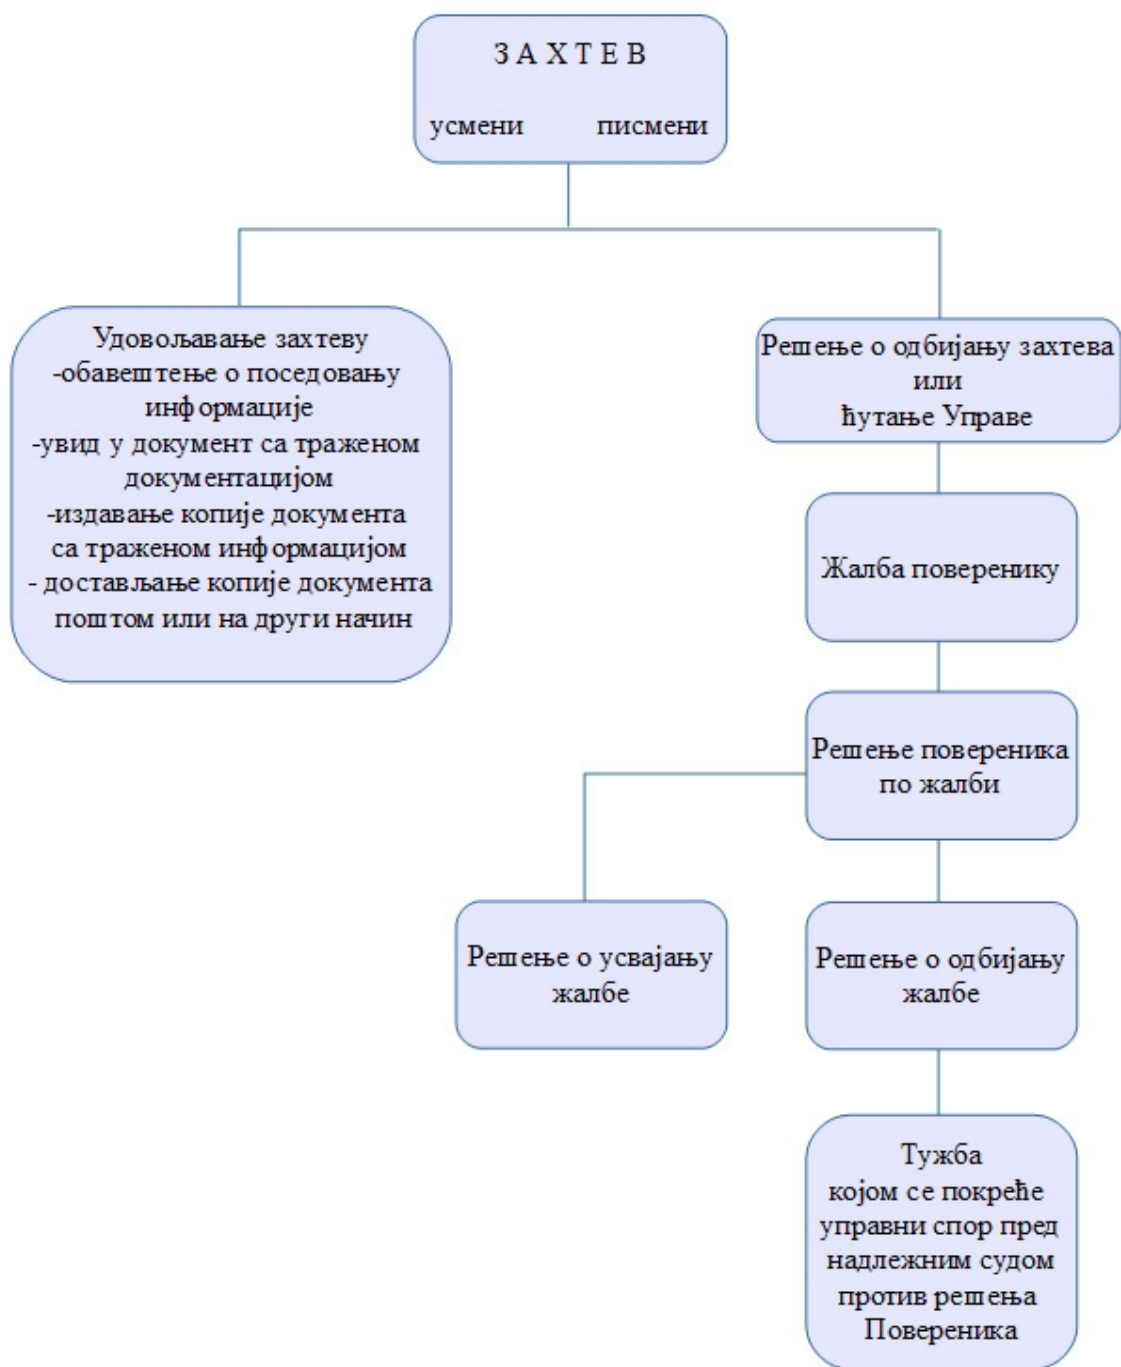 З А Х Т Е В
усмени писмени
Удовољавање захтеву
-обавештење о поседовању
информације
-увид у документ са траженом
документацијом
-издавање копије документа
са траженом информацијом
- достављање копије документа
поштом или на други начин
Решење о одбијању захтева
или
ћутање Управе
Жалба поверенику
Решење повереника
по жалби
Решење о усвајању
жалбе
Решење о одбијању
жалбе
Тужба
којом се покреће
управни спор пред
надлежним судом
против решења
Повереника